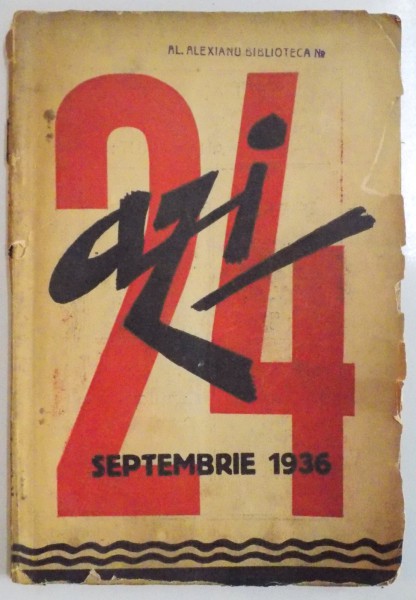 AL. ALEXIANU BIBLIOTECA No
24
azi
SEPTEMBRIE 1936